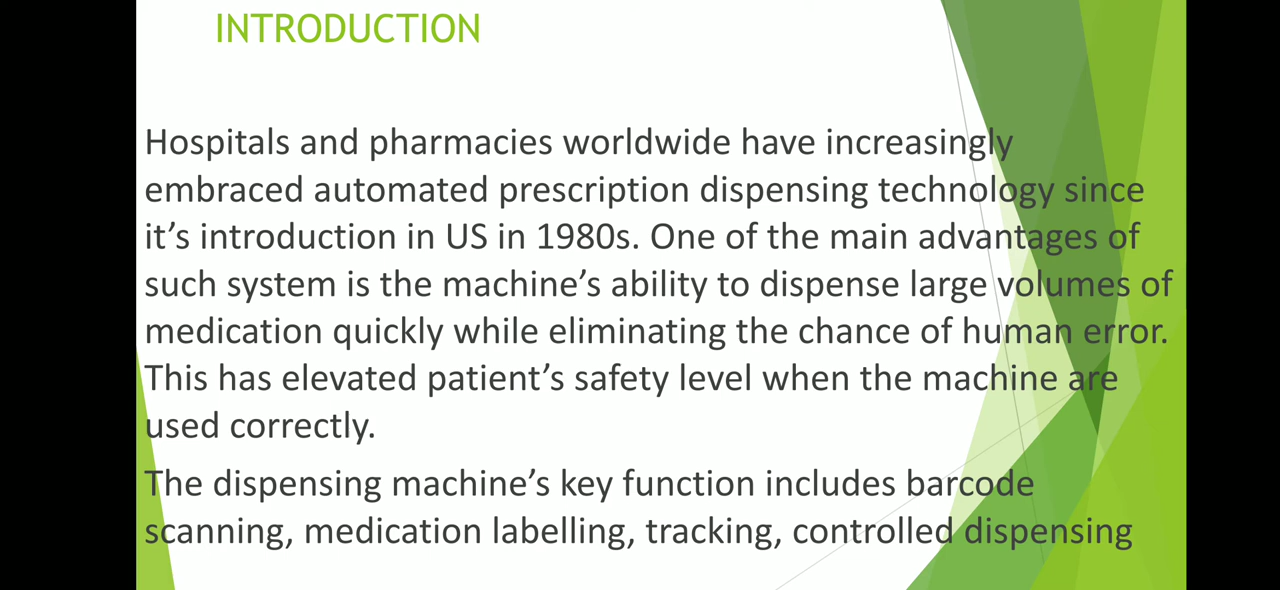 INTRODUCTION
Hospitals and pharmacies worldwide have increasingly
embraced automated prescription dispensing technology since
it’s introduction in US in 1980s. One of the main advantages of
such system is the machine’s ability to dispense large volumes of
medication quickly while eliminating the chance of human error.
This has elevated patient’s safety level when the machine are
used correctly.
The dispensing machine’s key function includes barcode
scanning, medication labelling, tracking, controlled dispensing